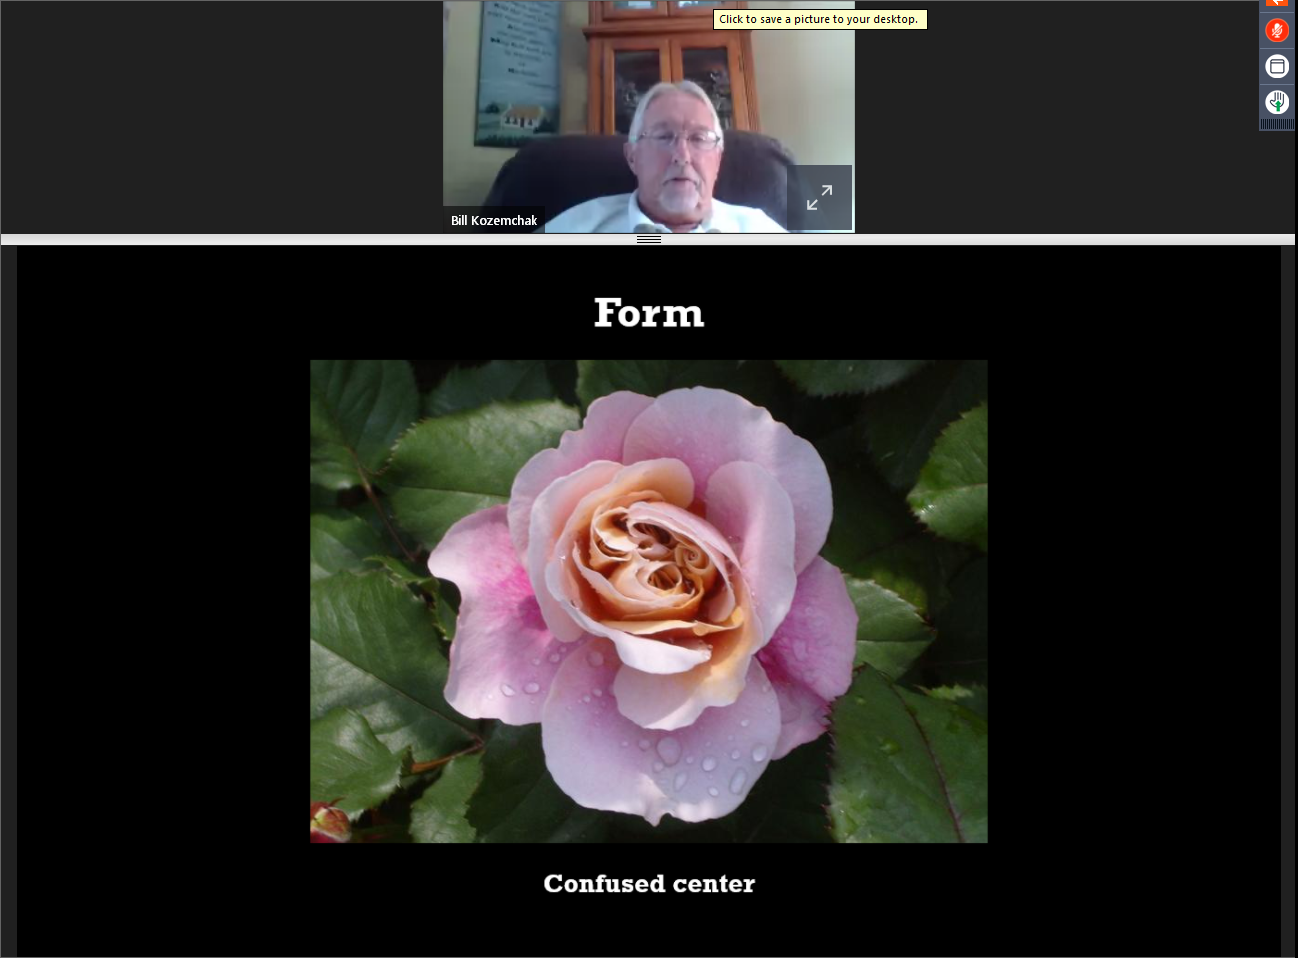 Click to save a picture to your desktop.
Bill Kozemchak
Form
Confused center